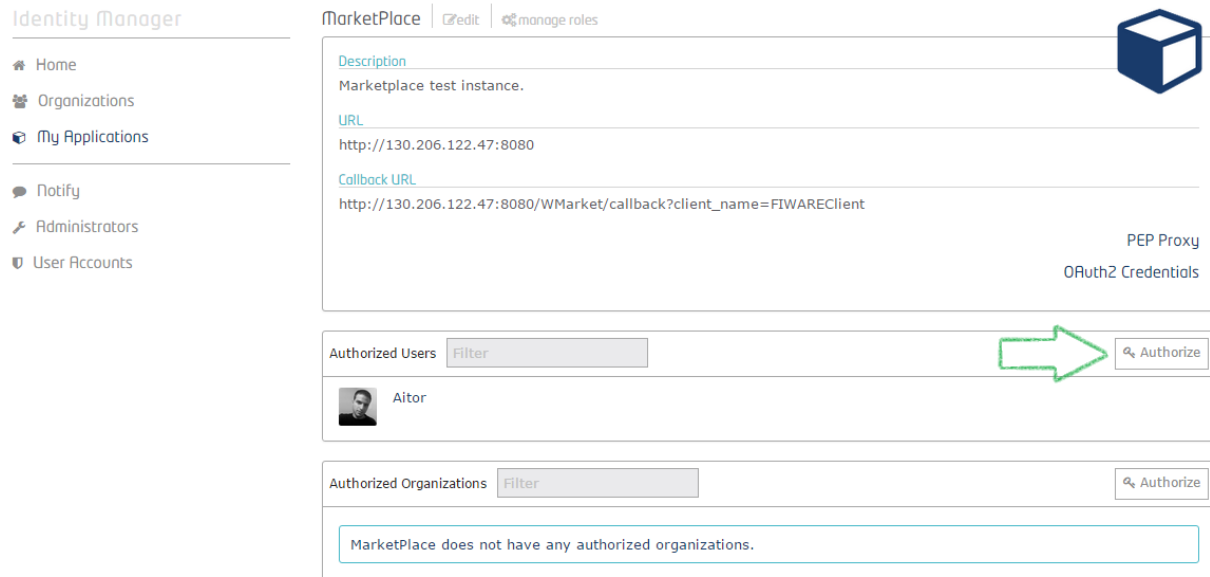 Identity Manager
Home
Organizations
My Applications
Notify
Administrators
User Accounts
MarketPlace edit manage roles
Description
Marketplace test instance.
URL
http://130.206.122.47:8080
Callback URL
http://130.206.122.47:8080/WMarket/callback?client_name=FIWAREClient
PEP Proxy
OAuth2 Credentials
Authorized Users Filter Authorize
Aitor
Authorized Organizations Filter Authorize
MarketPlace does not have any authorized organizations.